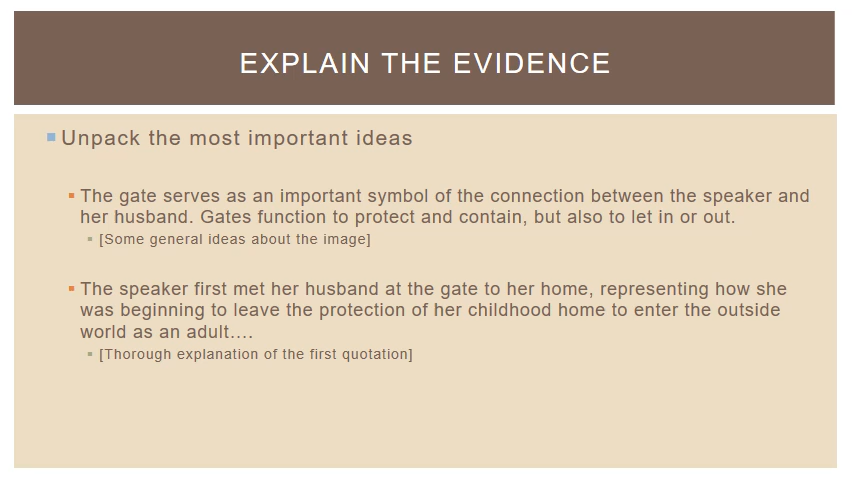 EXPLAIN THE EVIDENCE
Unpack the most important ideas
The gate serves as an important symbol of the connection between the speaker and
her husband. Gates function to protect and contain, but also to let in or out.
[Some general ideas about the image]
The speaker first met her husband at the gate to her home, representing how she
was beginning to leave the protection of her childhood home to enter the outside
world as an adult….
[Thorough explanation of the first quotation]